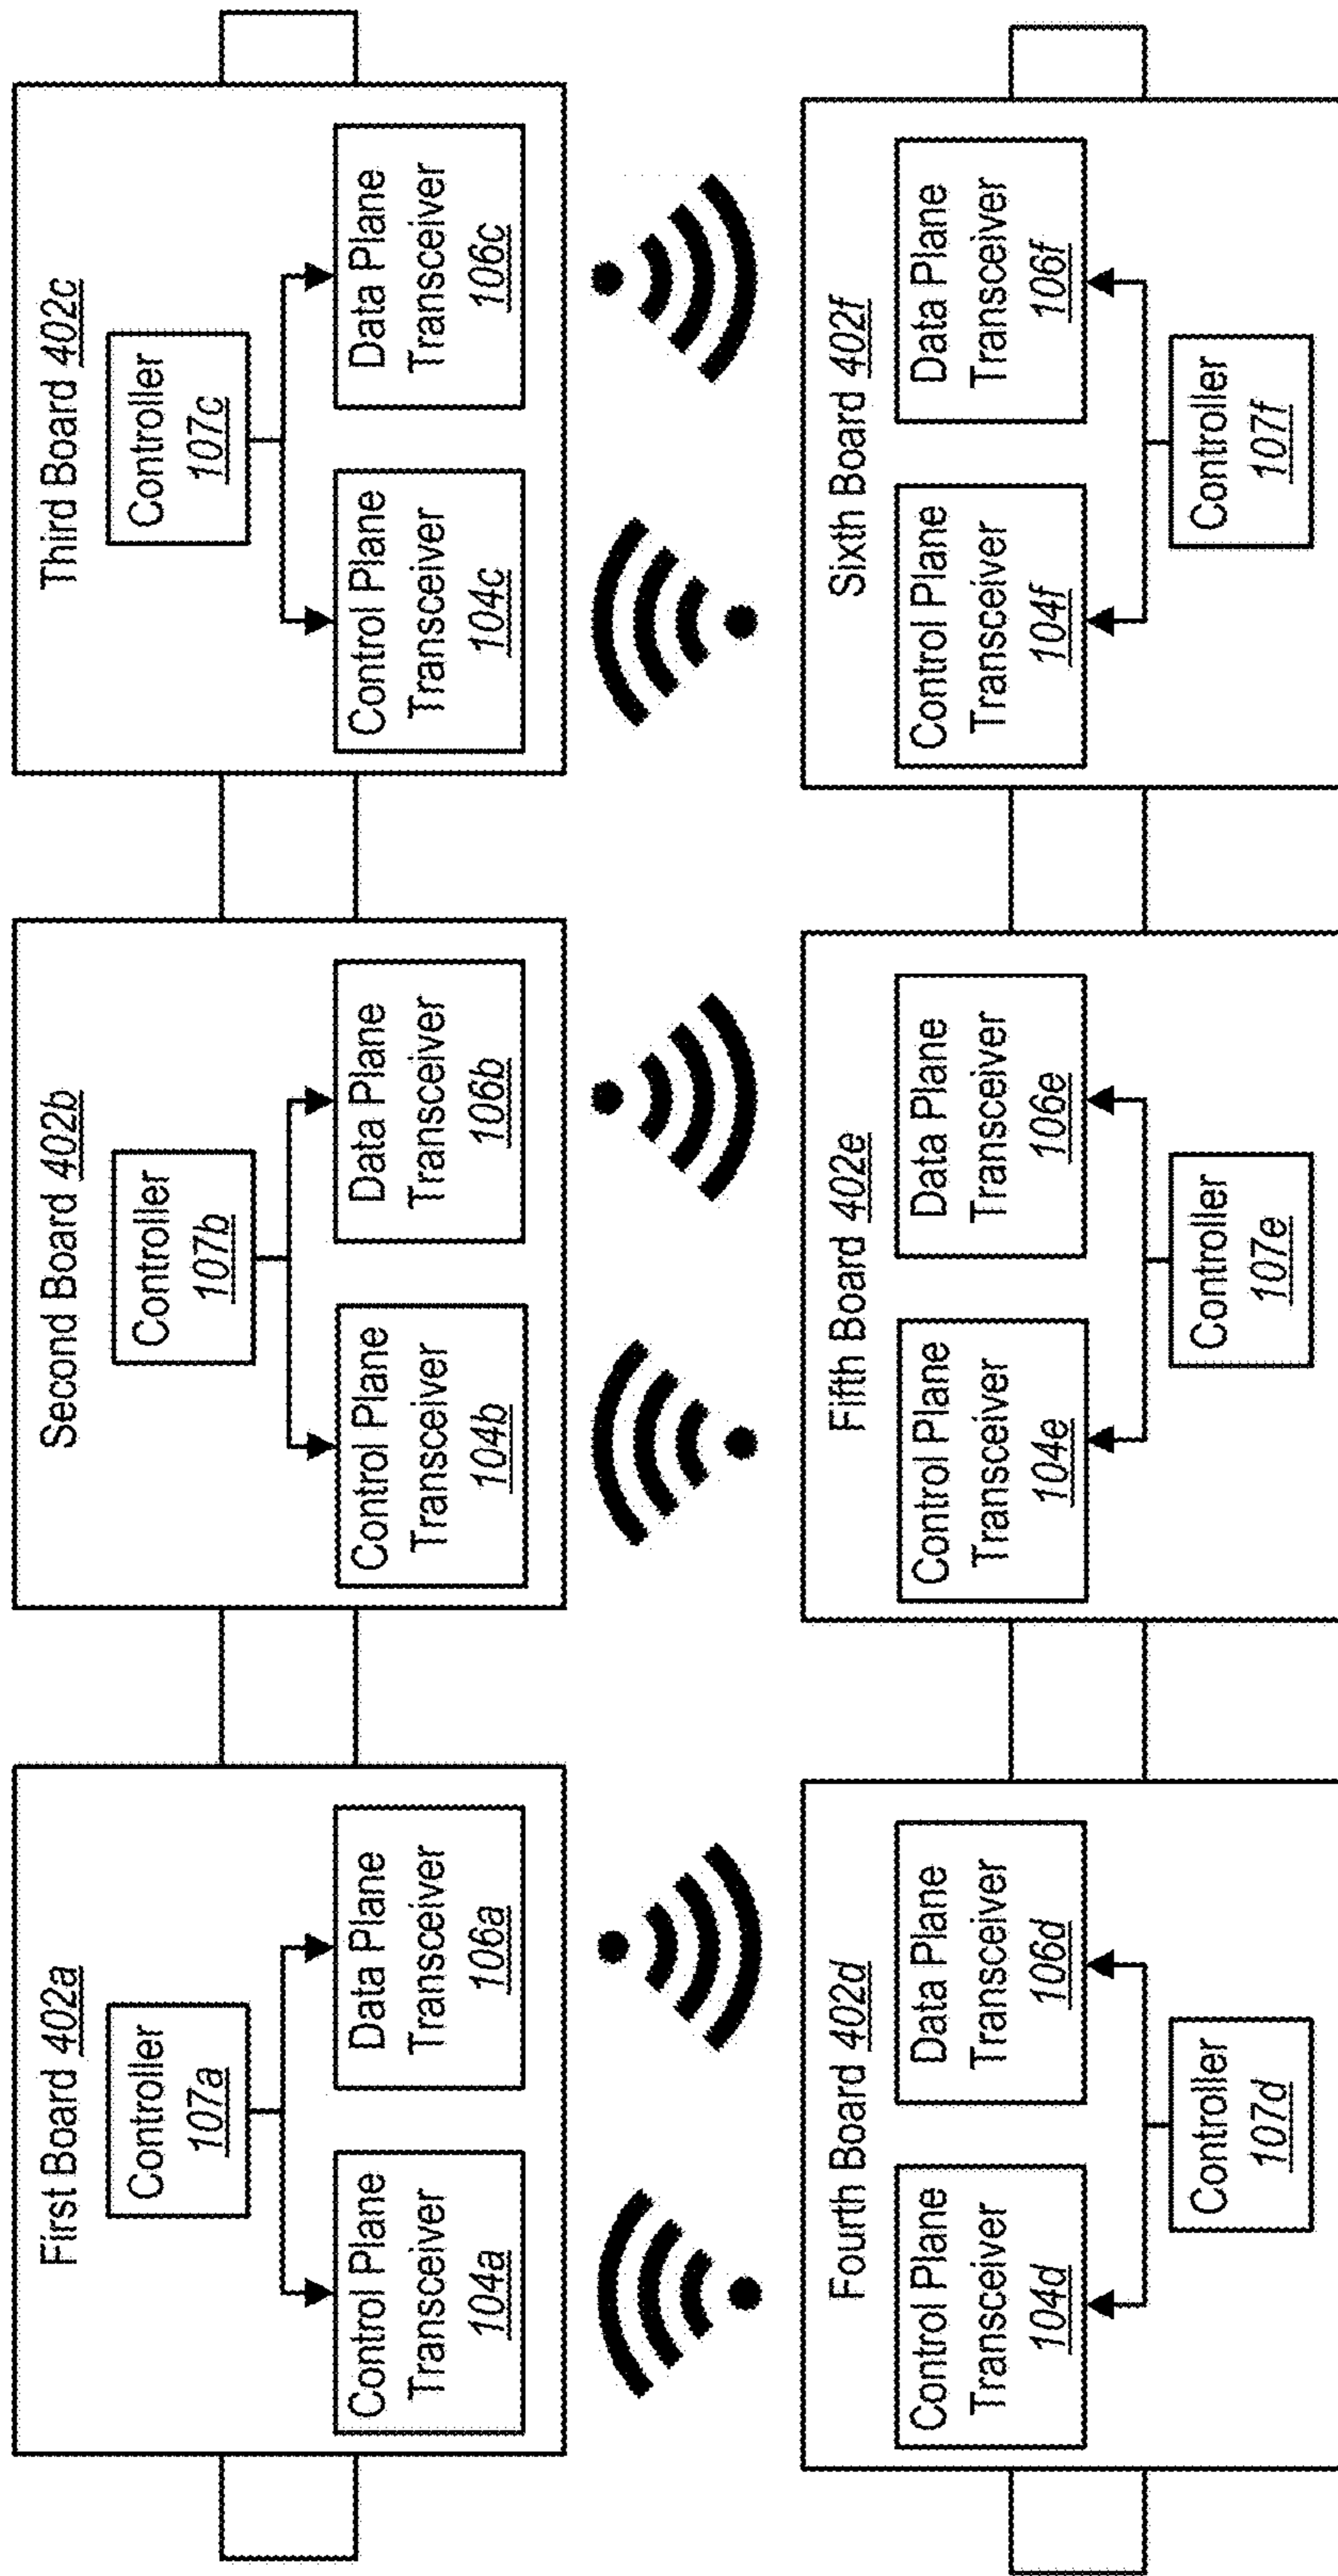 First Board 402a
Controller
107a
Control Plane
Transceiver
104a
Data Plane
Transceiver
106a
Second Board 402b
Controller
107b
Control Plane
Transceiver
104b
Data Plane
Transceiver
106b
Third Board 402c
Controller
107c
Control Plane
Transceiver
104c
Data Plane
Transceiver
106c
Fourth Board 402d
Control Plane
Transceiver
104d
Data Plane
Transceiver
106d
Controller
107d
Fifth Board 402e
Control Plane
Transceiver
104e
Data Plane
Transceiver
106e
Controller
107e
Sixth Board 402f
Control Plane
Transceiver
104f
Data Plane
Transceiver
106f
Controller
107f